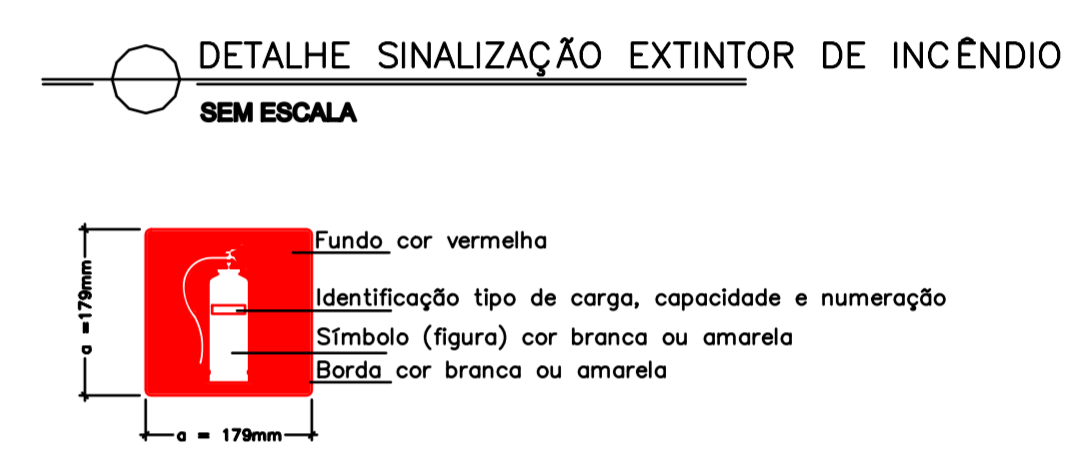 DETALHE SINALIZAÇÃO EXTINTOR DE INCÊNDIO
SEM ESCALA
Fundo cor vermelha
Identificação tipo de carga, capacidade e numeração
Símbolo (figura) cor branca ou amarela
Borda cor branca ou amarela
a =179mm
a = 179mm